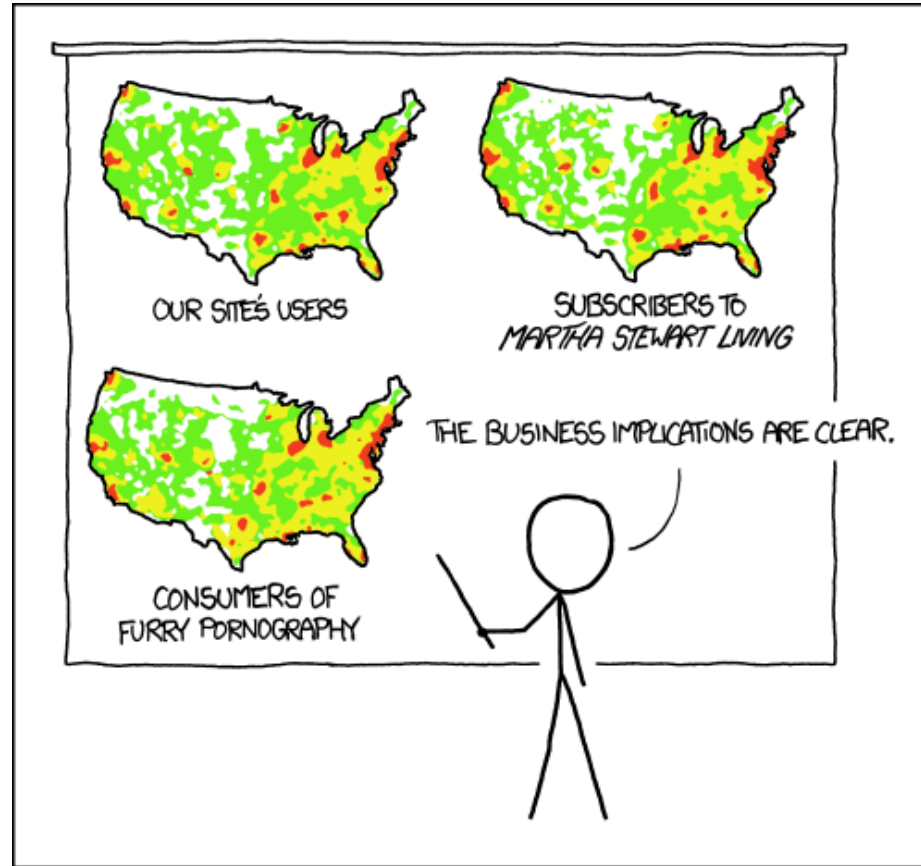 OUR SITE'S USERS
SUBSCRIBERS TO
MARTHA STEWART LIVING
CONSUMERS OF
FURRY PORNOGRAPHY
THE BUSINESS IMPLICATIONS ARE CLEAR.